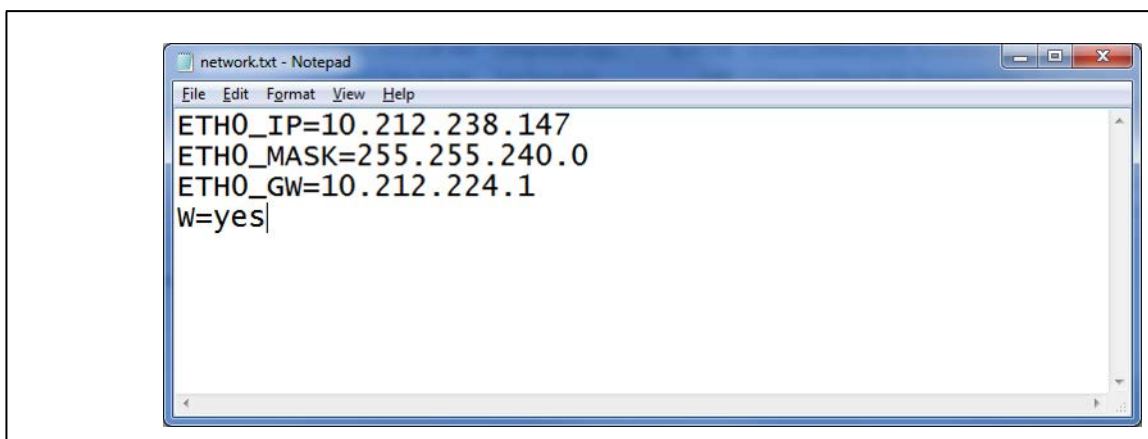 network.txt - Notepad
File Edit Format View Help
ETH0_IP=10.212.238.147
ETH0_MASK=255.255.240.0
ETH0_GW=10.212.224.1
W=yes